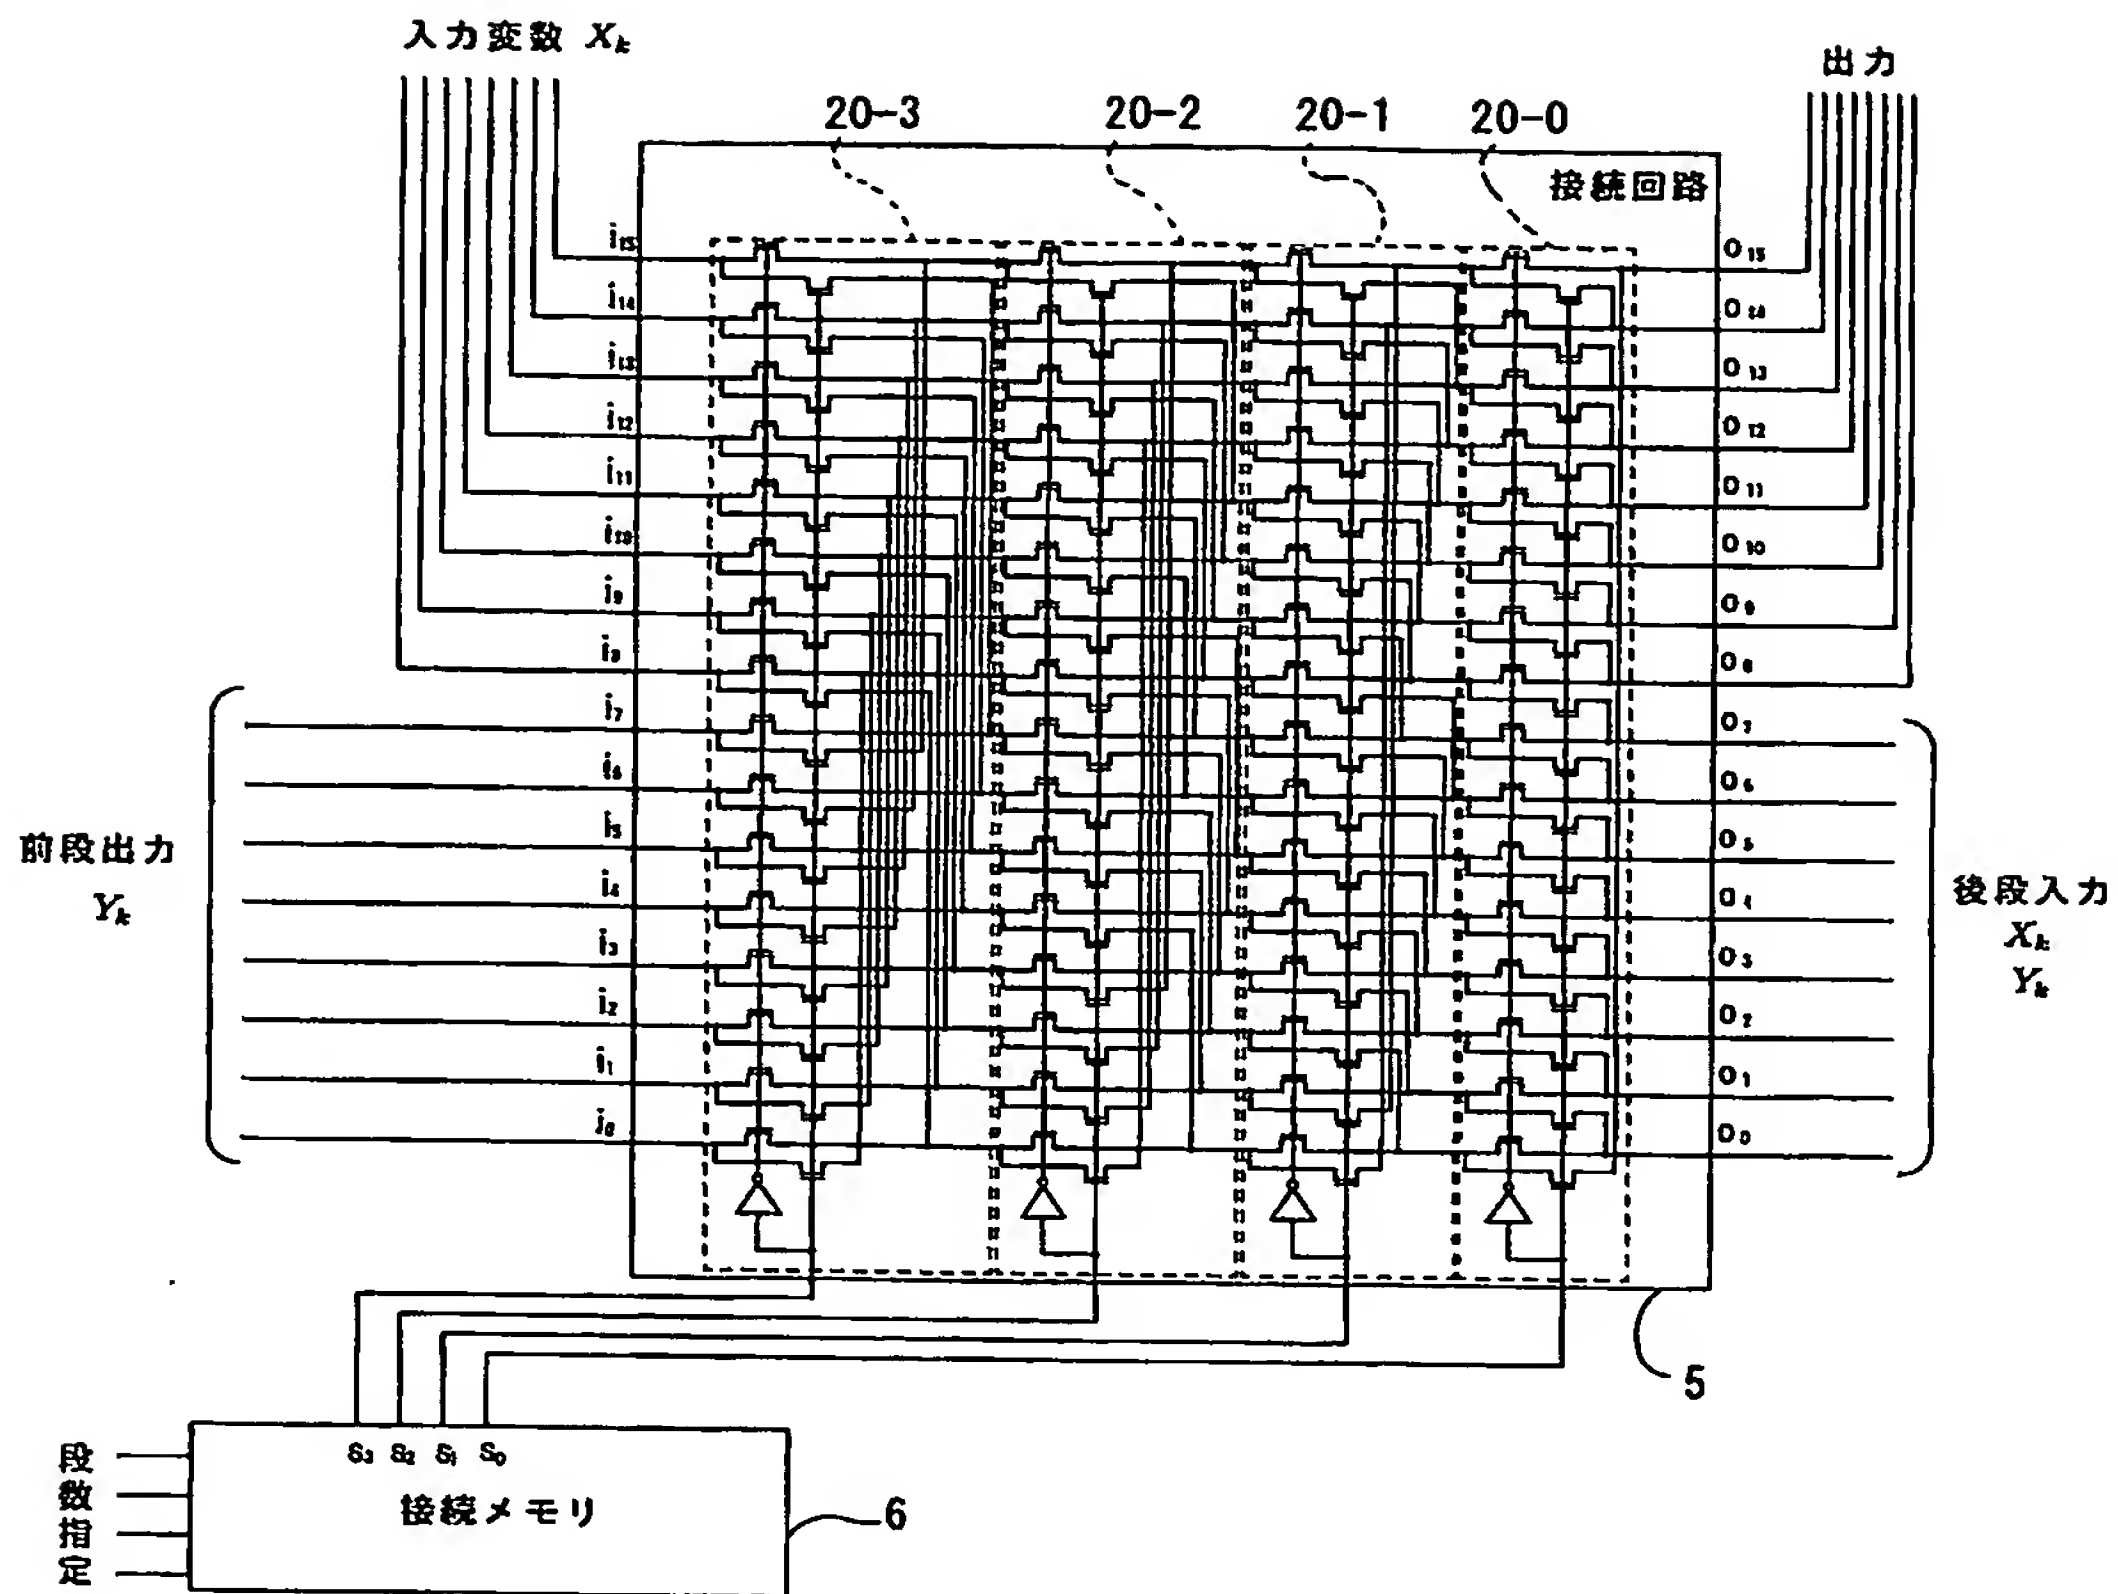 入力変数 Xk
出力
20-3
20-2
20-1
20-0
接続回路
i15
i14
i13
i12
i11
i10
i9
i8
i7
i6
i5
i4
i3
i2
i1
i0
O15
O14
O13
O12
O11
O10
O9
O8
O7
O6
O5
O4
O3
O2
O1
O0
前段出力
Yk
後段入力
Xk
Yk
5
S3 S2 S1 S0
接続メモリ
6
段数指定